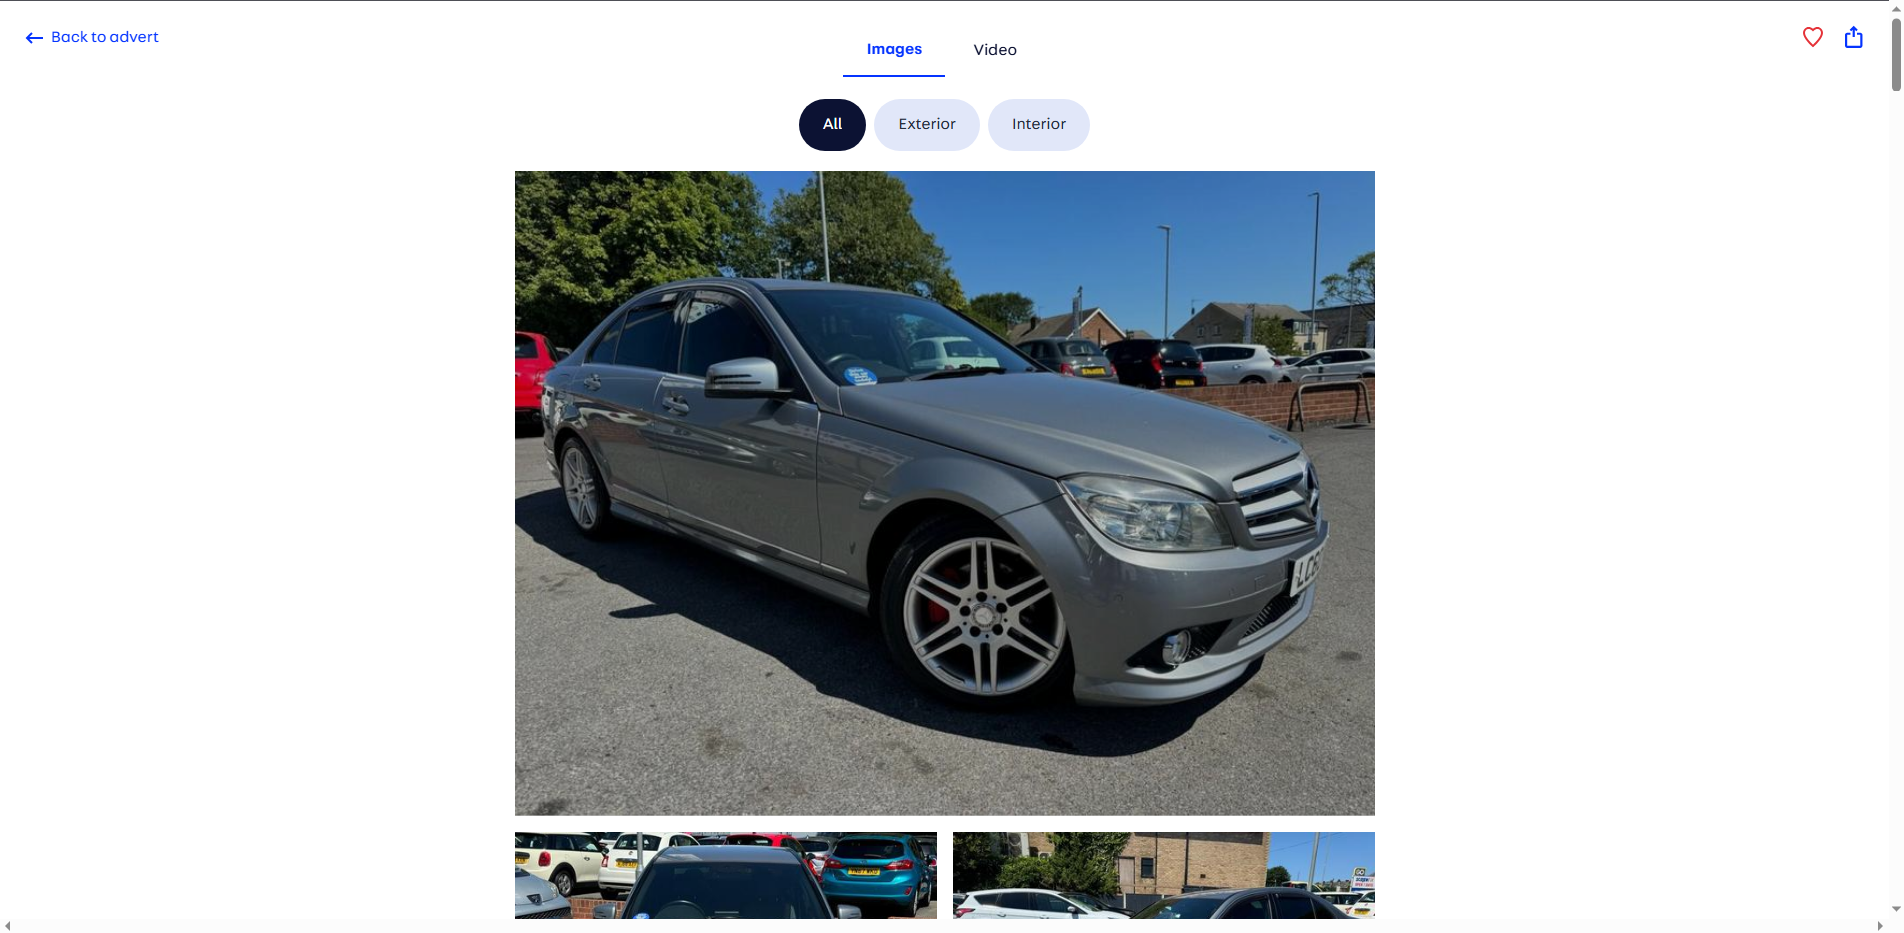 Back to advert
Images
Video
All
Exterior
Interior